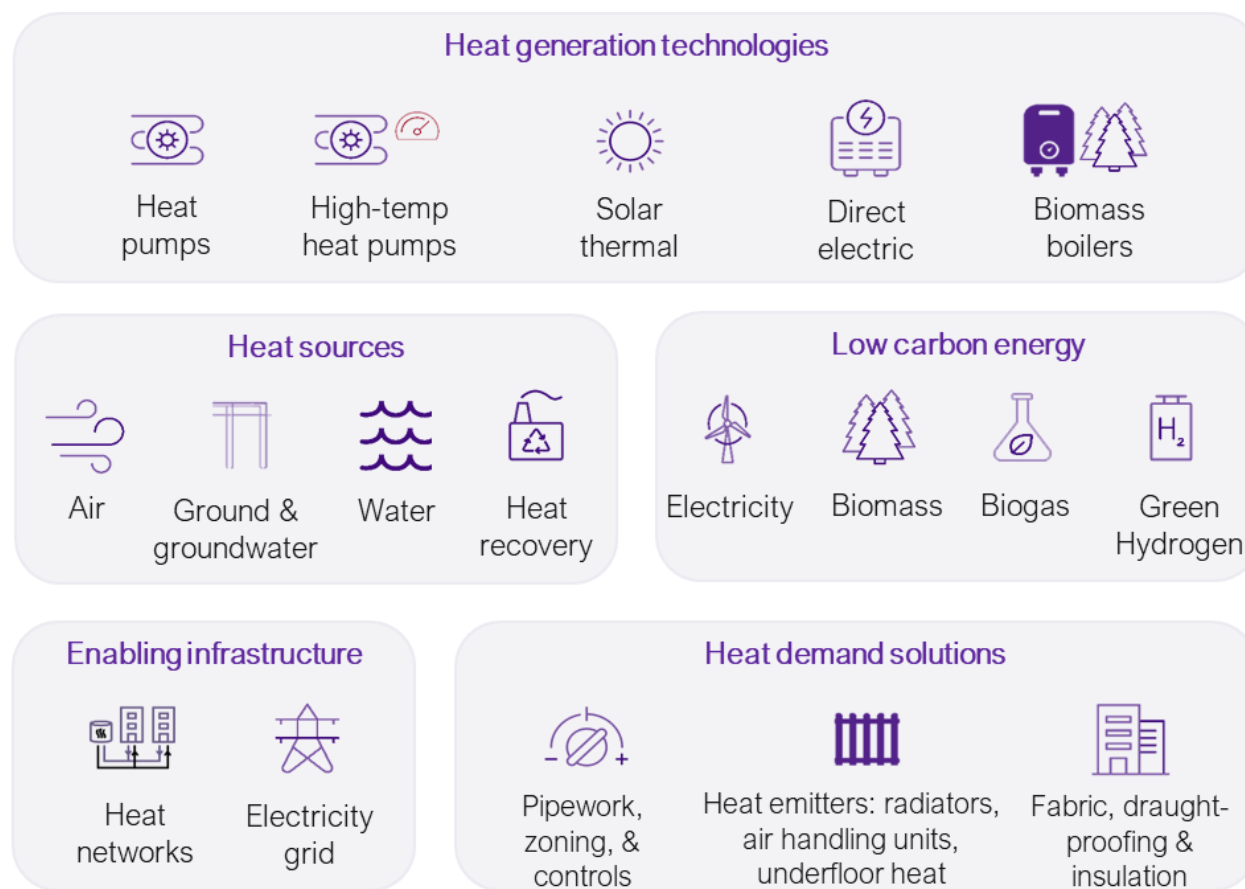 Heat generation technologies
Heat
pumps
High-temp
heat pumps
Solar
thermal
Direct
electric
Biomass
boilers
Heat sources
Air
Ground &
groundwater
Water
Heat
recovery
Low carbon energy
Electricity
Biomass
Biogas
H₂
Green
Hydrogen
Enabling infrastructure
Heat
networks
Electricity
grid
Heat demand solutions
- +
Pipework,
zoning, &
controls
Heat emitters: radiators,
air handling units,
underfloor heat
Fabric, draught-
proofing &
insulation